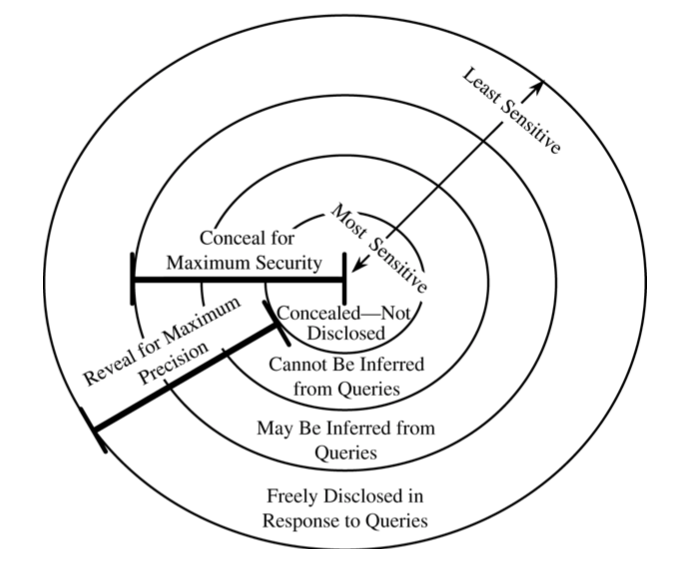 Least Sensitive
Most Sensitive
Conceal for
Maximum Security
Reveal for Maximum
Precision
Concealed—Not
Disclosed
Cannot Be Inferred
from Queries
May Be Inferred from
Queries
Freely Disclosed in
Response to Queries